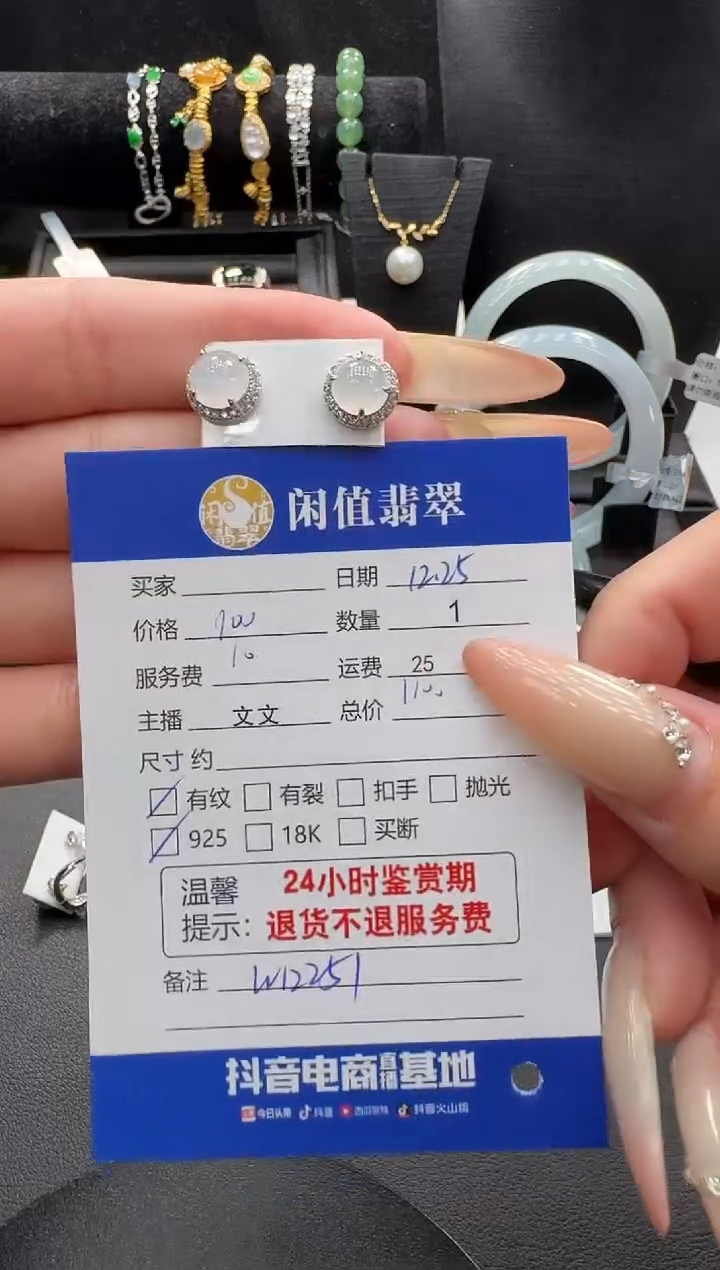 闲值翡翠
闲值
翡翠
买家 日期 12.25
价格 数量 1
服务费 10 运费 25
主播 文文 总价
尺寸 约
有纹 有裂 扣手 抛光
925 18K 买断
温馨 24小时鉴赏期
提示: 退货不退服务费
备注 W12251
抖音电商直播基地
今日头条 抖音 西瓜视频 抖音火山版